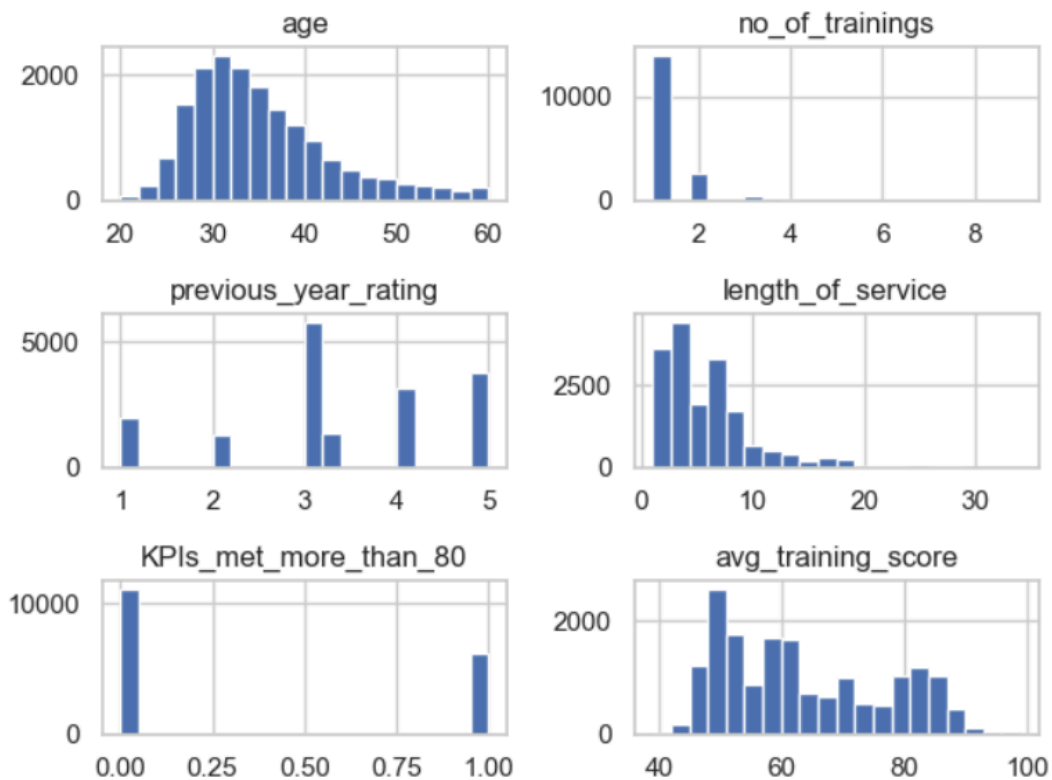 age
2000
0
20 30 40 50 60
no_of_trainings
10000
0
2 4 6 8
previous_year_rating
5000
0
1 2 3 4 5
length_of_service
2500
0
0 10 20 30
KPIs_met_more_than_80
10000
0
0.00 0.25 0.50 0.75 1.00
avg_training_score
2000
0
40 60 80 100